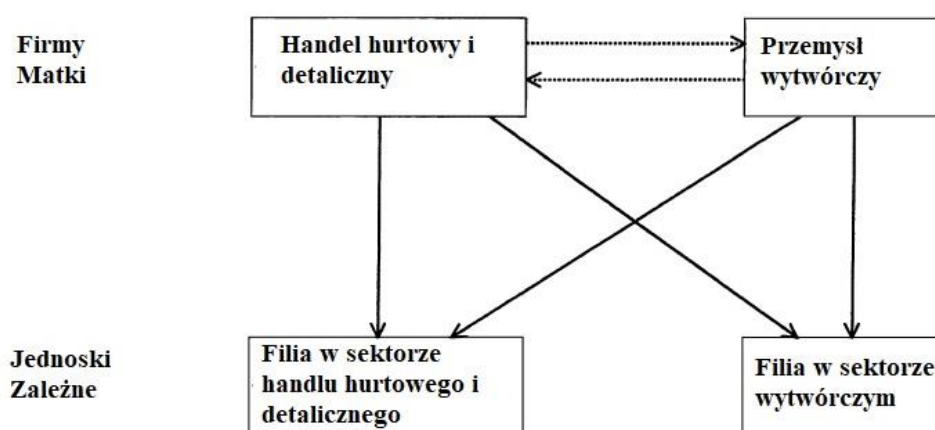 Firmy
Matki
Handel hurtowy i
detaliczny
Przemysł
wytwórczy
Jednoski
Zależne
Filia w sektorze
handlu hurtowego i
detalicznego
Filia w sektorze
wytwórczym